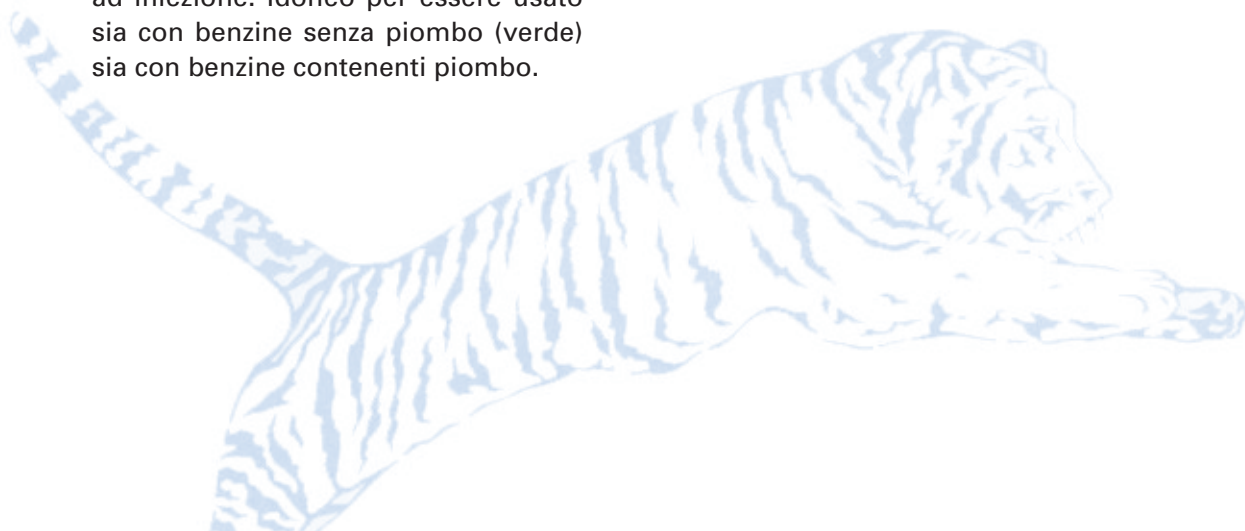 ad iniezione. Idoneo per essere usato
sia con benzine senza piombo (verde)
sia con benzine contenenti piombo.